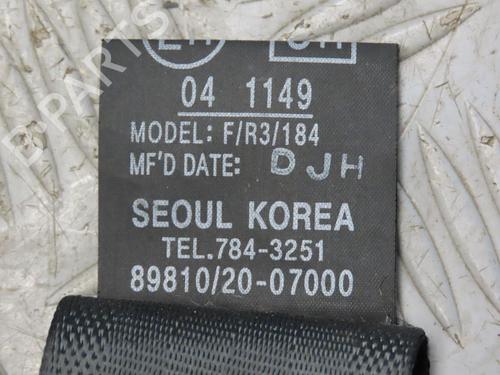 04 1149
MODEL: F/R3/184
MF'D DATE: DJH
SEOUL KOREA
TEL.784-3251
89810/20-07000